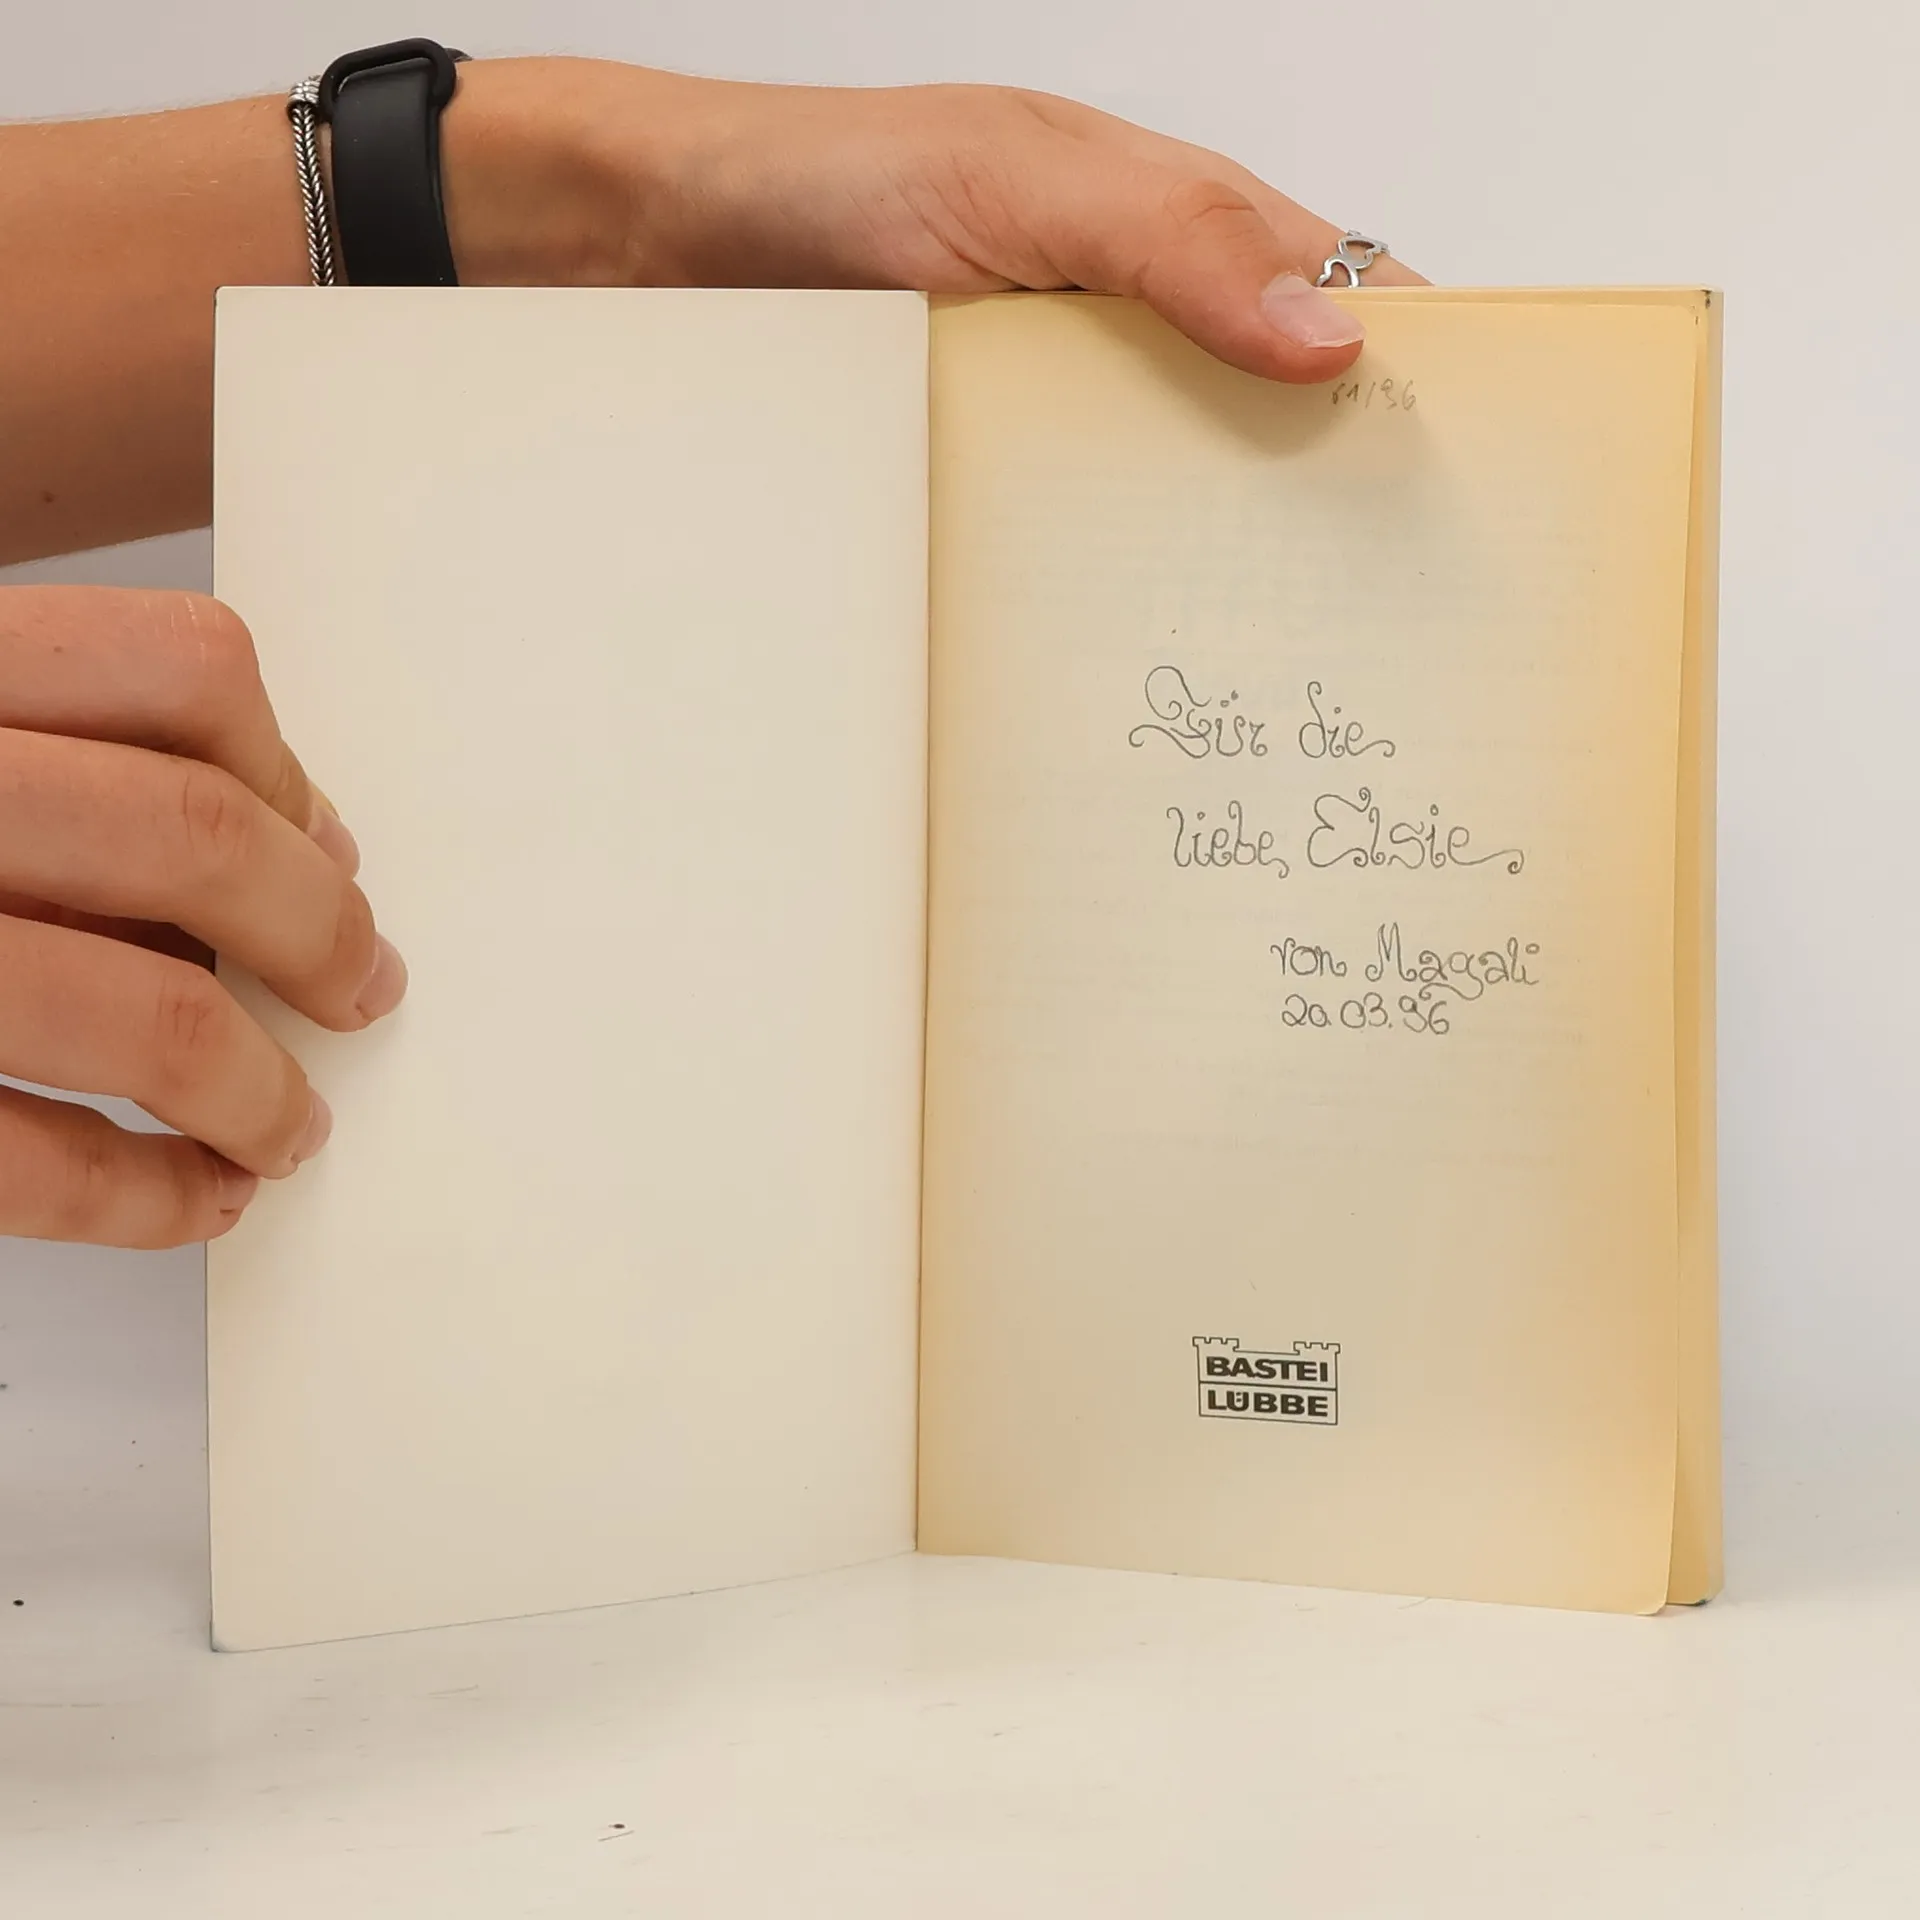 61/96
Für die
liebe Elsie
von Magali
20.03.96
BASTEI
LÜBBE